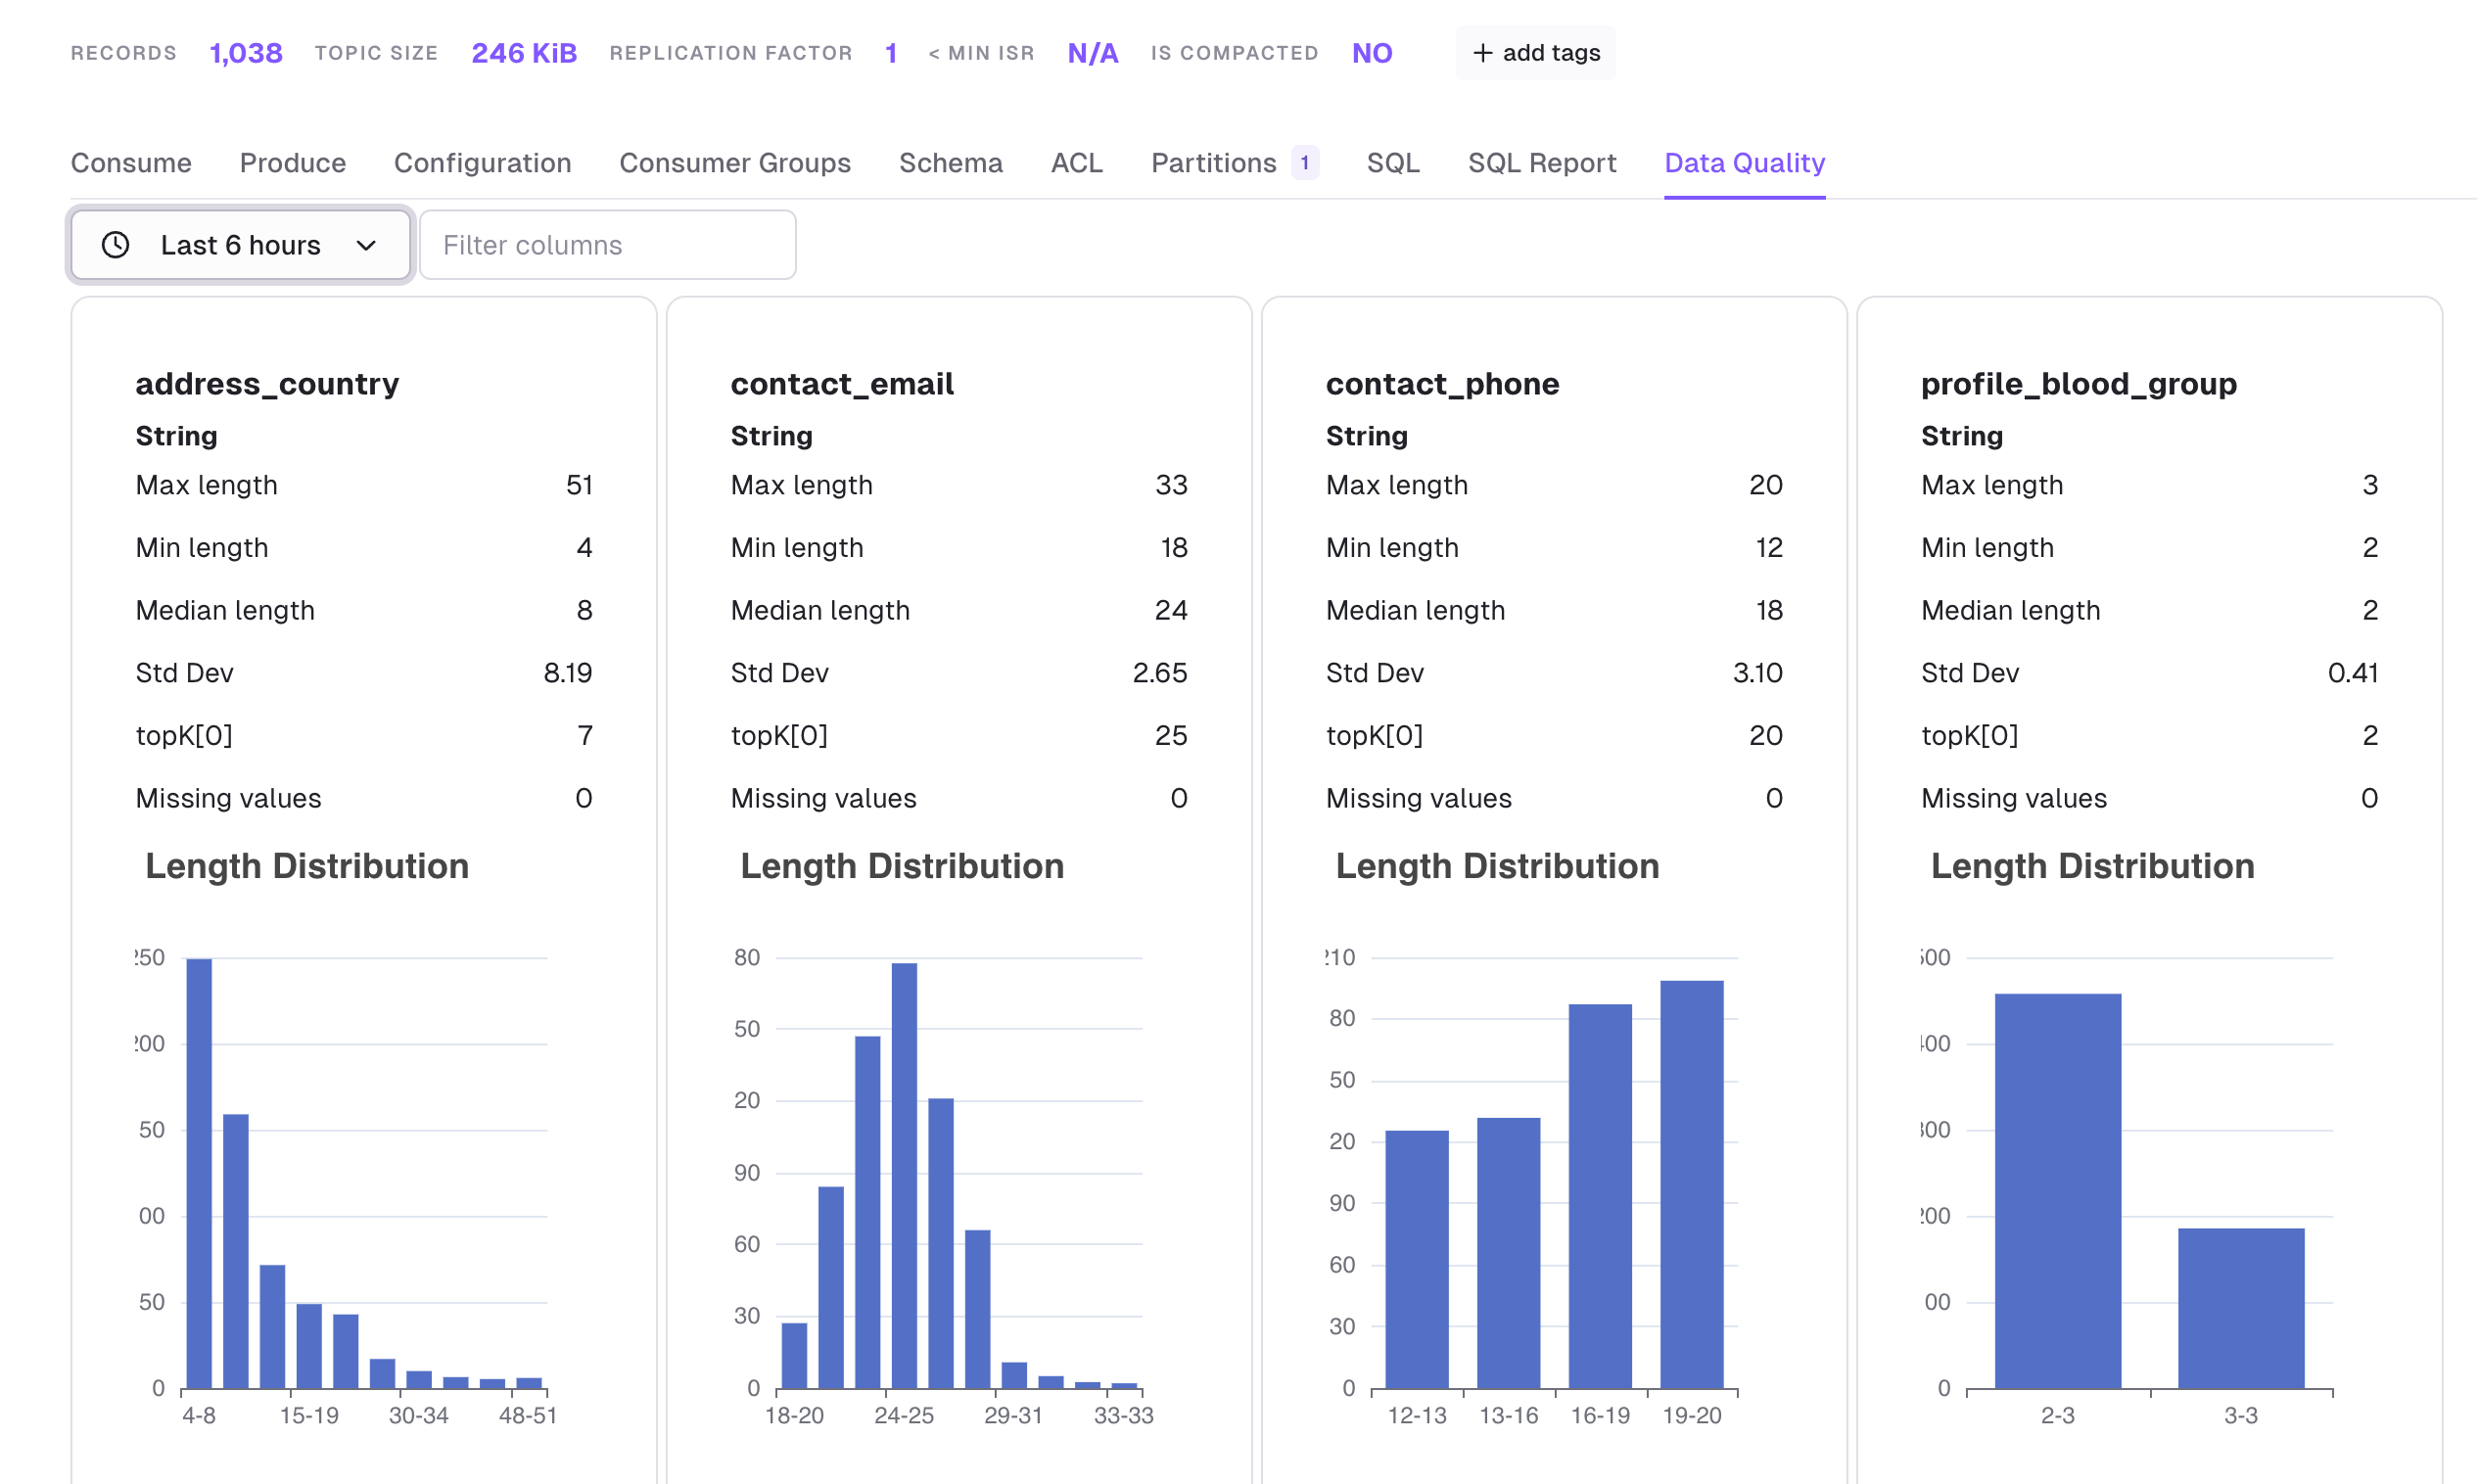 RECORDS 1,038 TOPIC SIZE 246 KiB REPLICATION FACTOR 1 < MIN ISR N/A IS COMPACTED NO + add tags
Consume Produce Configuration Consumer Groups Schema ACL Partitions 1 SQL SQL Report Data Quality
Last 6 hours Filter columns
address_country
String
Max length 51
Min length 4
Median length 8
Std Dev 8.19
topK[0] 7
Missing values 0
Length Distribution
250
200
50
00
50
0
4-8 15-19 30-34 48-51
contact_email
String
Max length 33
Min length 18
Median length 24
Std Dev 2.65
topK[0] 25
Missing values 0
Length Distribution
80
50
20
90
60
30
0
18-20 24-25 29-31 33-33
contact_phone
String
Max length 20
Min length 12
Median length 18
Std Dev 3.10
topK[0] 20
Missing values 0
Length Distribution
210
80
50
20
90
60
30
0
12-13 13-16 16-19 19-20
profile_blood_group
String
Max length 3
Min length 2
Median length 2
Std Dev 0.41
topK[0] 2
Missing values 0
Length Distribution
500
400
300
200
00
0
2-3 3-3